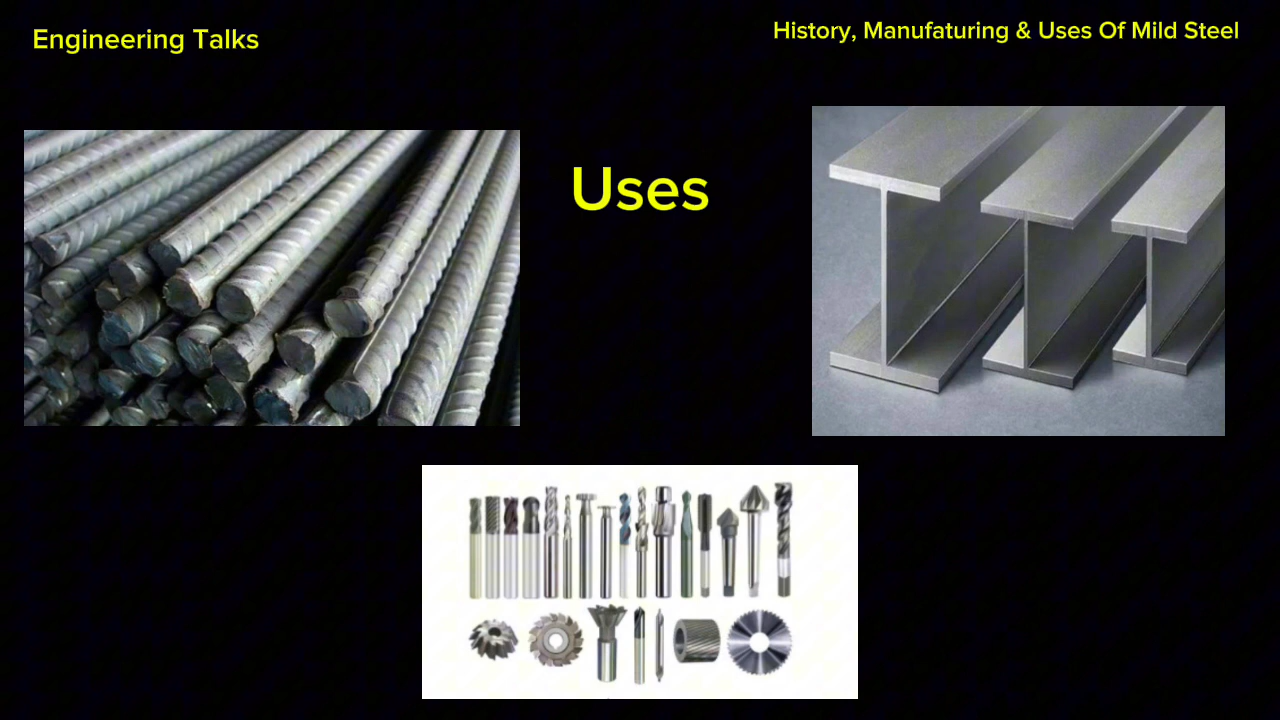 Engineering Talks
History, Manufaturing & Uses Of Mild Steel
Uses